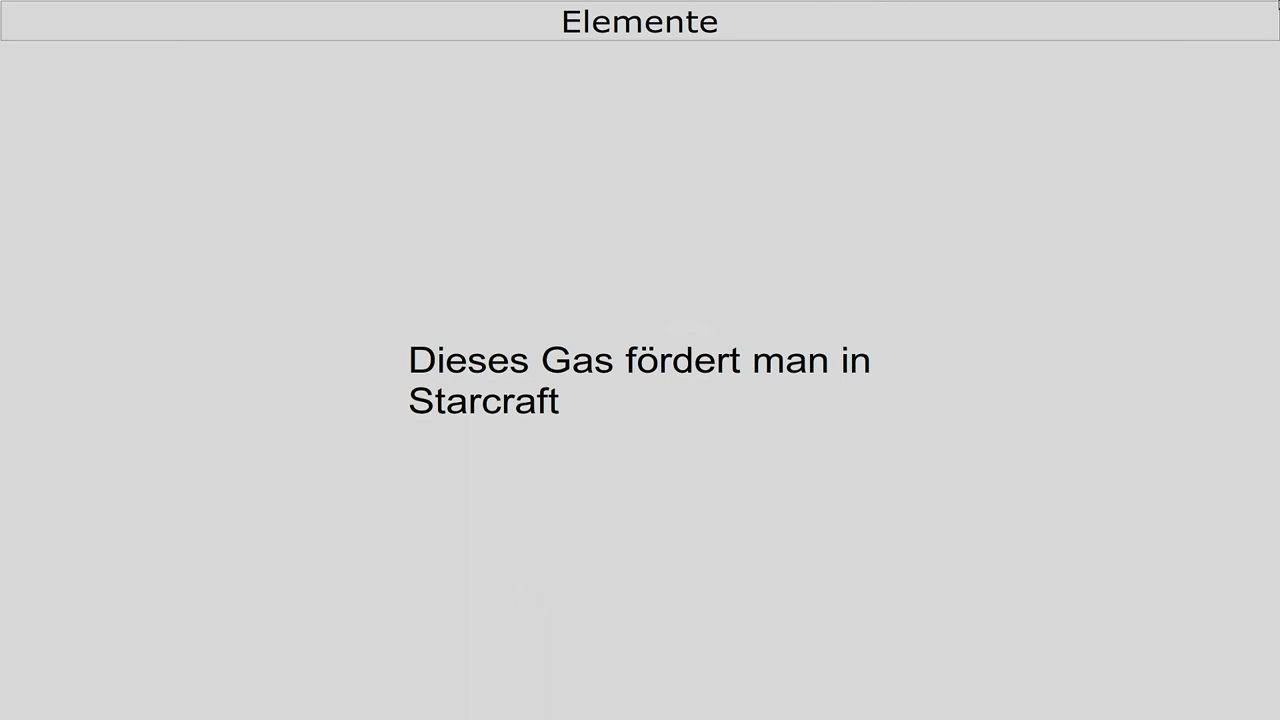 Elemente
Dieses Gas fördert man in
Starcraft